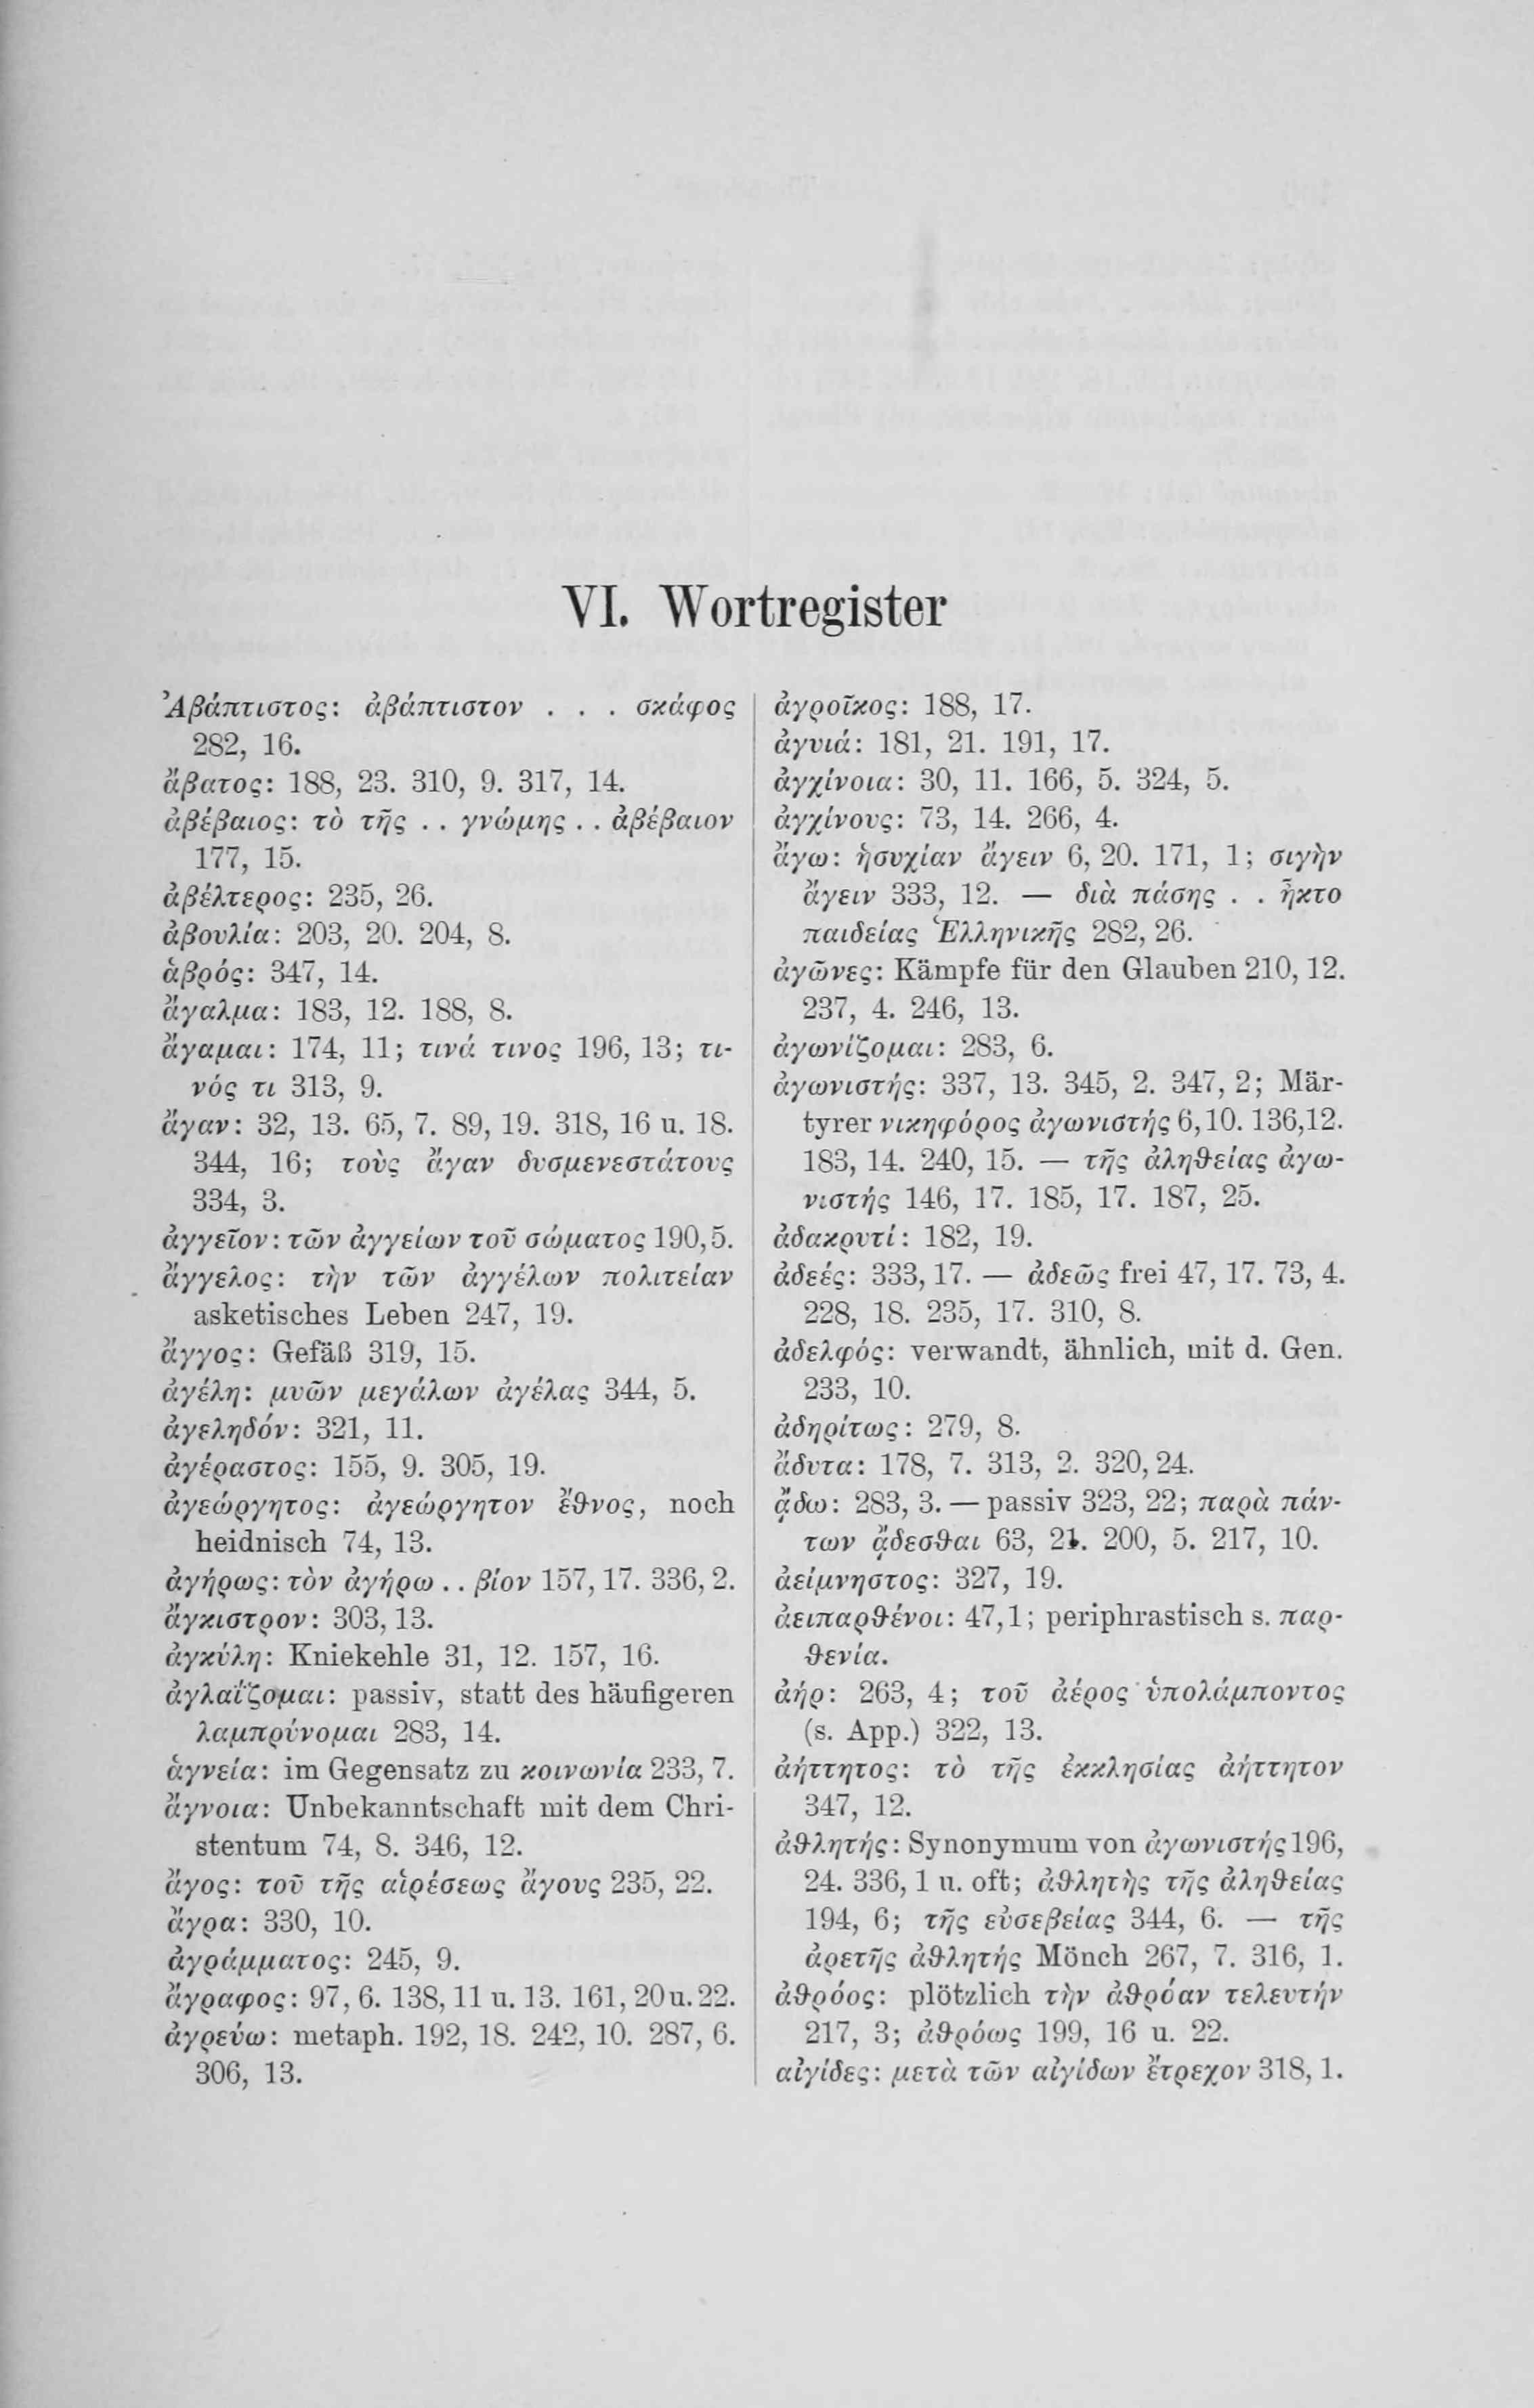 VI. Wortregister
Ἀβάπτιστος: ἀβάπτιστον . . . σκάφος
282, 16.
ἄβατος: 188, 23. 310, 9. 317, 14.
ἀβέβαιος: τὸ τῆς . . γνώμης . . ἀβέβαιον
177, 15.
ἀβέλτερος: 235, 26.
ἀβουλία: 203, 20. 204, 8.
ἁβρός: 347, 14.
ἄγαλμα: 183, 12. 188, 8.
ἄγαμαι: 174, 11; τινά τινος 196, 13; τι-
νός τι 313, 9.
ἄγαν: 32, 13. 65, 7. 89, 19. 318, 16 u. 18.
344, 16; τοὺς ἄγαν δυσμενεστάτους
334, 3.
ἀγγεῖον: τῶν ἀγγείων τοῦ σώματος 190, 5.
ἄγγελος: τὴν τῶν ἀγγέλων πολιτείαν
asketisches Leben 247, 19.
ἄγγος: Gefäß 319, 15.
ἀγέλη: μυῶν μεγάλων ἀγέλας 344, 5.
ἀγεληδόν: 321, 11.
ἀγέραστος: 155, 9. 305, 19.
ἀγεώργητος: ἀγεώργητον ἔθνος, noch
heidnisch 74, 13.
ἀγήρως: τὸν ἀγήρω . . βίον 157, 17. 336, 2.
ἄγκιστρον: 303, 13.
ἀγκύλη: Kniekehle 31, 12. 157, 16.
ἀγλαΐζομαι: passiv, statt des häufigeren
λαμπρύνομαι 283, 14.
ἁγνεία: im Gegensatz zu κοινωνία 233, 7.
ἄγνοια: Unbekanntschaft mit dem Chri-
stentum 74, 8. 346, 12.
ἄγος: τοῦ τῆς αἱρέσεως ἄγους 235, 22.
ἄγρα: 330, 10.
ἀγράμματος: 245, 9.
ἄγραφος: 97, 6. 138, 11 u. 13. 161, 20 u. 22.
ἀγρεύω: metaph. 192, 18. 242, 10. 287, 6.
306, 13.
ἀγροῖκος: 188, 17.
ἀγυιά: 181, 21. 191, 17.
ἀγχίνοια: 30, 11. 166, 5. 324, 5.
ἀγχίνους: 73, 14. 266, 4.
ἄγω: ἡσυχίαν ἄγειν 6, 20. 171, 1; σιγὴν
ἄγειν 333, 12. — διὰ πάσης . . ἦκτο
παιδείας Ἑλληνικῆς 282, 26.
ἀγῶνες: Kämpfe für den Glauben 210, 12.
237, 4. 246, 13.
ἀγωνίζομαι: 283, 6.
ἀγωνιστής: 337, 13. 345, 2. 347, 2; Mär-
tyrer νικηφόρος ἀγωνιστής 6, 10. 136, 12.
183, 14. 240, 15. — τῆς ἀληθείας ἀγω-
νιστής 146, 17. 185, 17. 187, 25.
ἀδακρυτί: 182, 19.
ἀδεές: 333, 17. — ἀδεῶς frei 47, 17. 73, 4.
228, 18. 235, 17. 310, 8.
ἀδελφός: verwandt, ähnlich, mit d. Gen.
233, 10.
ἀδηρίτως: 279, 8.
ἄδυτα: 178, 7. 313, 2. 320, 24.
ᾄδω: 283, 3. — passiv 323, 22; παρὰ πάν-
των ᾄδεσθαι 63, 21. 200, 5. 217, 10.
ἀείμνηστος: 327, 19.
ἀειπαρθένοι: 47, 1; periphrastisch s. παρ-
θενία.
ἀήρ: 263, 4; τοῦ ἀέρος ὑπολάμποντος
(s. App.) 322, 13.
ἀήττητος: τὸ τῆς ἐκκλησίας ἀήττητον
347, 12.
ἀθλητής: Synonymum von ἀγωνιστής 196,
24. 336, 1 u. oft; ἀθλητὴς τῆς ἀληθείας
194, 6; τῆς εὐσεβείας 344, 6. — τῆς
ἀρετῆς ἀθλητής Mönch 267, 7. 316, 1.
ἀθρόος: plötzlich τὴν ἀθρόαν τελευτήν
217, 3; ἀθρόως 199, 16 u. 22.
αἰγίδες: μετὰ τῶν αἰγίδων ἔτρεχον 318, 1.